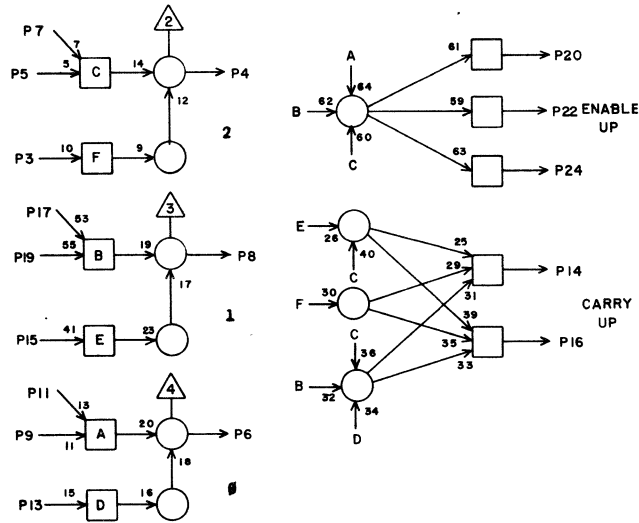 P7
7
P5
5
C
14
2
P4
12
P3
10
F
9
2
P17
53
P19
55
B
19
3
P8
17
P15
41
E
23
1
P11
13
P9
11
A
20
4
P6
18
P13
15
D
16
A
64
B
62
60
C
61
P20
59
P22 ENABLE
UP
63
P24
E
26
40
C
25
29
31
P14
F
30
CARRY
UP
C
36
39
35
33
P16
B
32
34
D